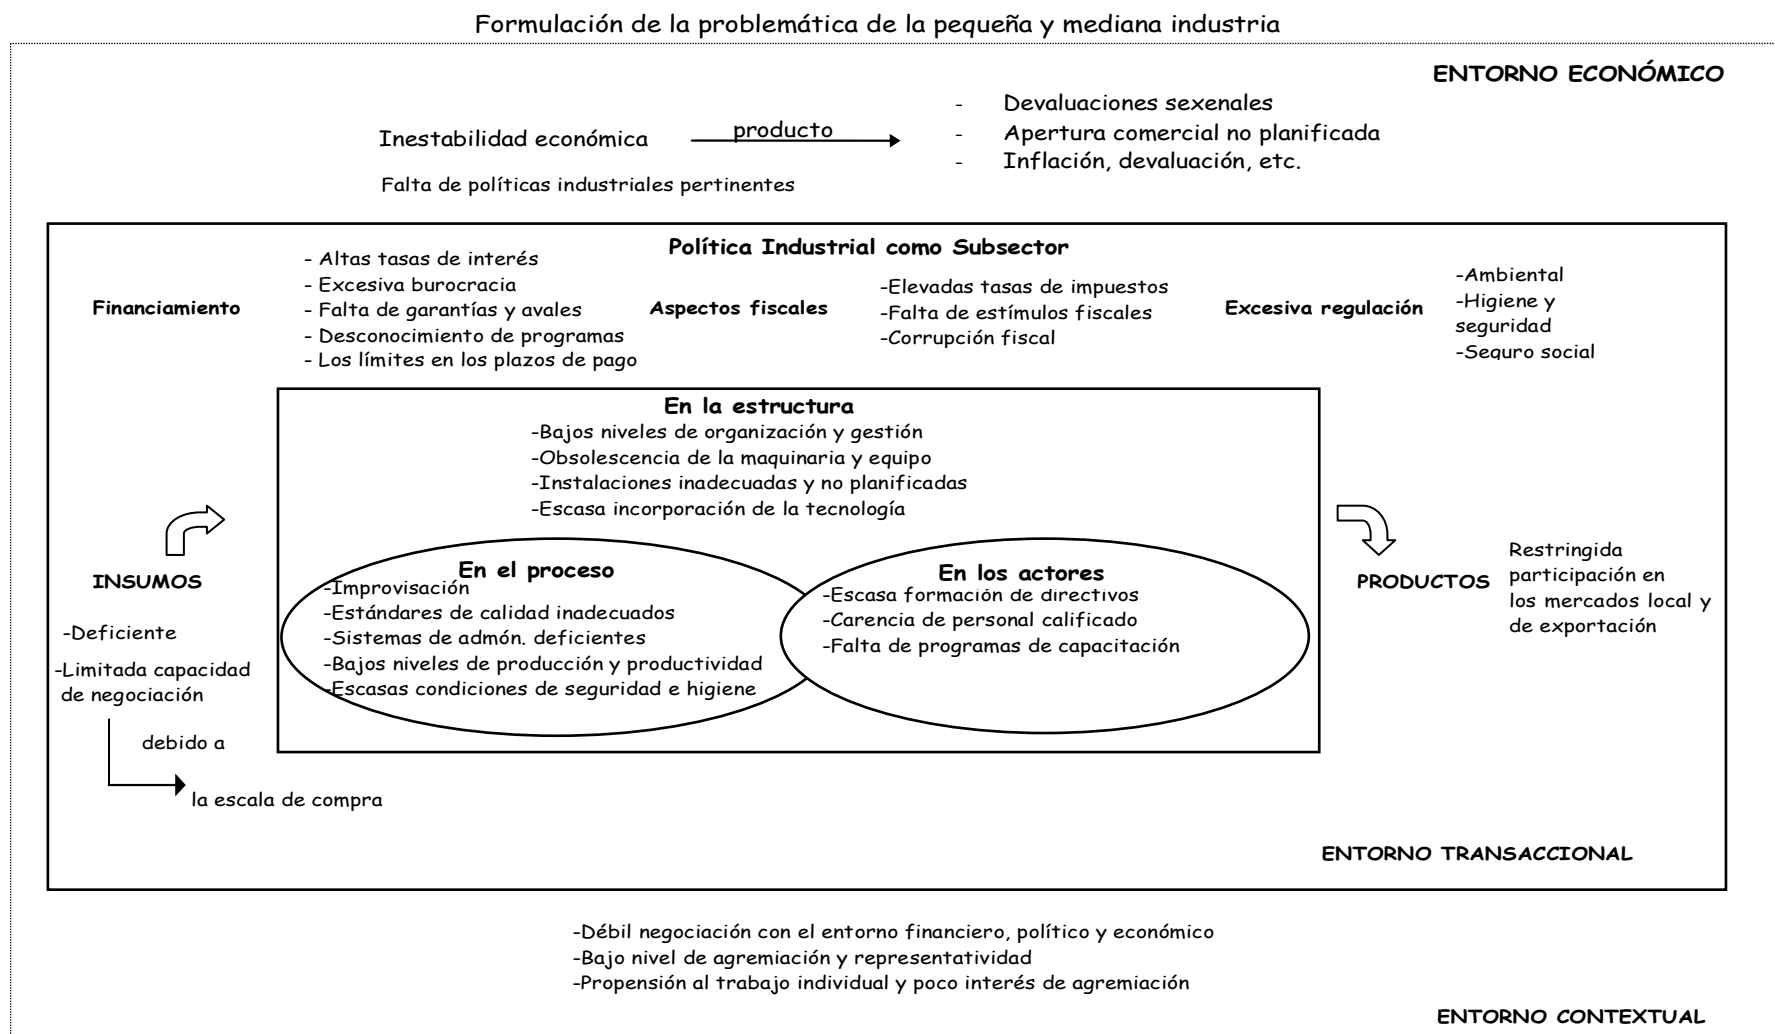 Formulación de la problemática de la pequeña y mediana industria
ENTORNO ECONÓMICO
Inestabilidad económica
producto
- Devaluaciones sexenales
- Apertura comercial no planificada
- Inflación, devaluación, etc.
Falta de políticas industriales pertinentes
Política Industrial como Subsector
Financiamiento
- Altas tasas de interés
- Excesiva burocracia
- Falta de garantías y avales
- Desconocimiento de programas
- Los límites en los plazos de pago
Aspectos fiscales
-Elevadas tasas de impuestos
-Falta de estímulos fiscales
-Corrupción fiscal
Excesiva regulación
-Ambiental
-Higiene y
seguridad
-Seguro social
En la estructura
-Bajos niveles de organización y gestión
-Obsolescencia de la maquinaria y equipo
-Instalaciones inadecuadas y no planificadas
-Escasa incorporación de la tecnología
INSUMOS
-Deficiente
-Limitada capacidad
de negociación
debido a
la escala de compra
En el proceso
-Improvisación
-Estándares de calidad inadecuados
-Sistemas de admón. deficientes
-Bajos niveles de producción y productividad
-Escasas condiciones de seguridad e higiene
En los actores
-Escasa formación de directivos
-Carencia de personal calificado
-Falta de programas de capacitación
PRODUCTOS
Restringida
participación en
los mercados local y
de exportación
ENTORNO TRANSACCIONAL
-Débil negociación con el entorno financiero, político y económico
-Bajo nivel de agremiación y representatividad
-Propensión al trabajo individual y poco interés de agremiación
ENTORNO CONTEXTUAL